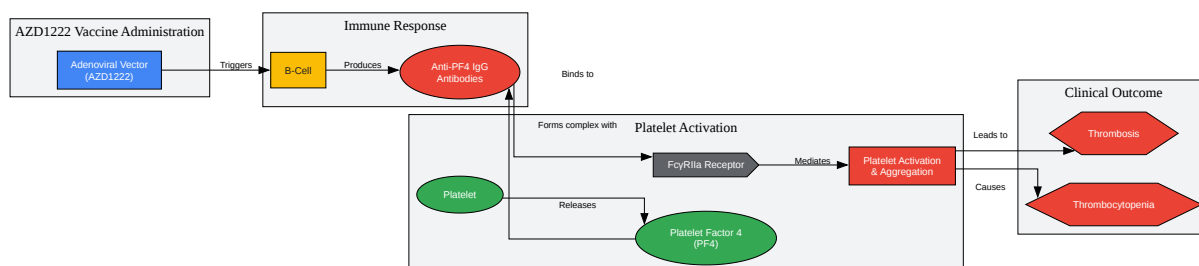 AZD1222 Vaccine Administration
Adenoviral Vector
(AZD1222)
Triggers
Immune Response
B-Cell
Produces
Anti-PF4 IgG
Antibodies
Binds to
Forms complex with
Platelet Activation
FcγRIIa Receptor
Mediates
Platelet Activation
& Aggregation
Platelet
Releases
Platelet Factor 4
(PF4)
Leads to
Causes
Clinical Outcome
Thrombosis
Thrombocytopenia